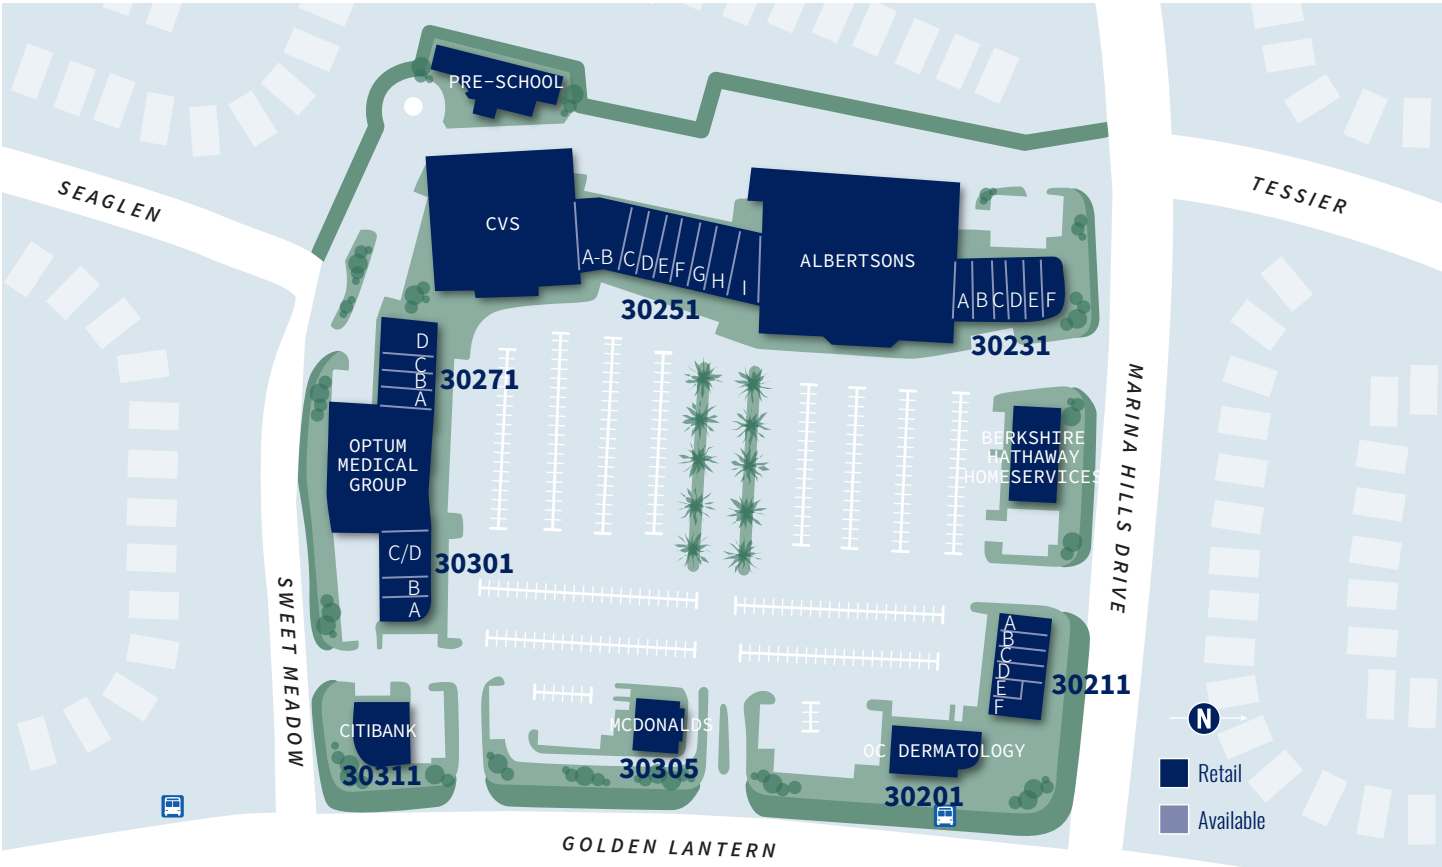 PRE-SCHOOL
SEAGLEN
TESSIER
CVS
A-B C D E F G H I
30251
ALBERTSONS
A B C D E F
30231
D
C
B
A
30271
OPTUM
MEDICAL
GROUP
C/D
B
A
30301
BERKSHIRE
HATHAWAY
HOMESERVICES
MARINA HILLS DRIVE
SWEET MEADOW
A
B
C
D
E
F
30211
CITIBANK
30311
MCDONALDS
30305
OC DERMATOLOGY
30201
N
Retail
Available
GOLDEN LANTERN